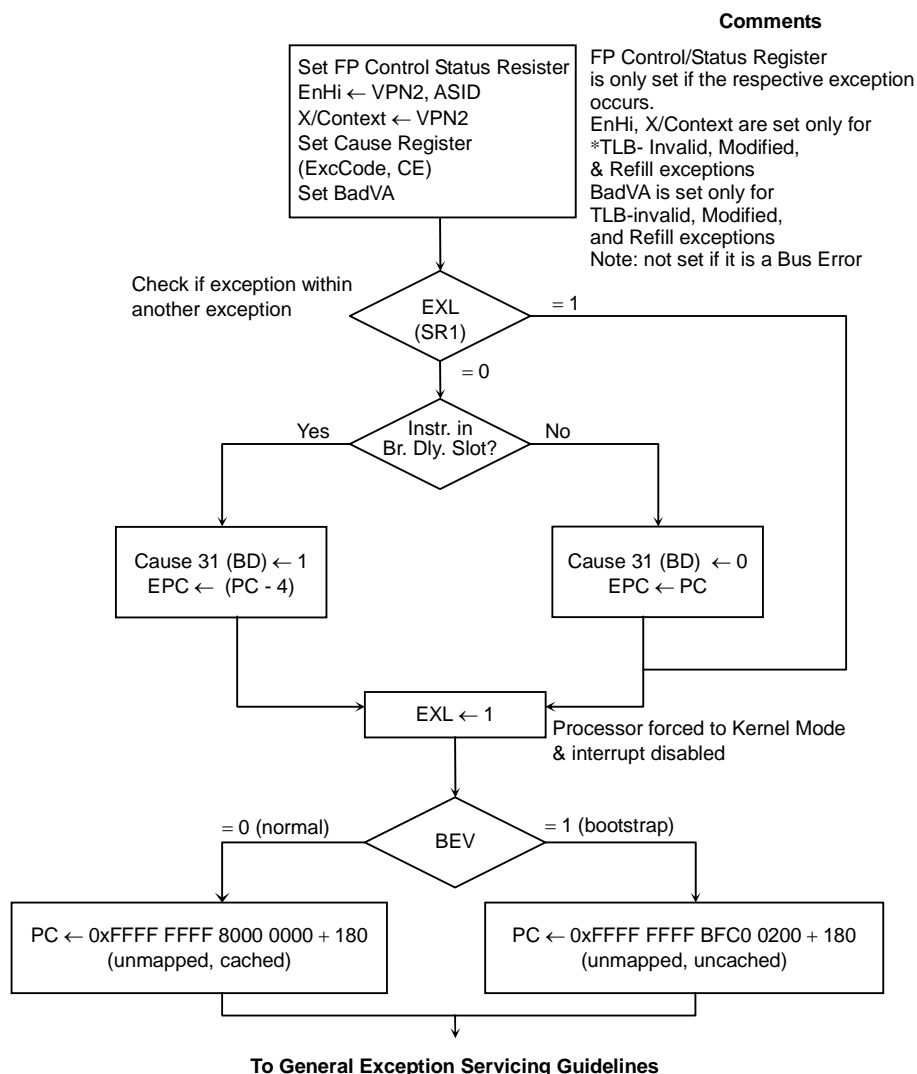 Comments
Set FP Control Status Resister
EnHi ← VPN2, ASID
X/Context ← VPN2
Set Cause Register
(ExcCode, CE)
Set BadVA
FP Control/Status Register
is only set if the respective exception
occurs.
EnHi, X/Context are set only for
*TLB- Invalid, Modified,
& Refill exceptions
BadVA is set only for
TLB-invalid, Modified,
and Refill exceptions
Note: not set if it is a Bus Error
Check if exception within
another exception
EXL
(SR1)
= 1
= 0
Yes
Instr. in
Br. Dly. Slot?
No
Cause 31 (BD) ← 1
EPC ← (PC - 4)
Cause 31 (BD) ← 0
EPC ← PC
EXL ← 1
Processor forced to Kernel Mode
& interrupt disabled
= 0 (normal)
BEV
= 1 (bootstrap)
PC ← 0xFFFF FFFF 8000 0000 + 180
(unmapped, cached)
PC ← 0xFFFF FFFF BFC0 0200 + 180
(unmapped, uncached)
To General Exception Servicing Guidelines